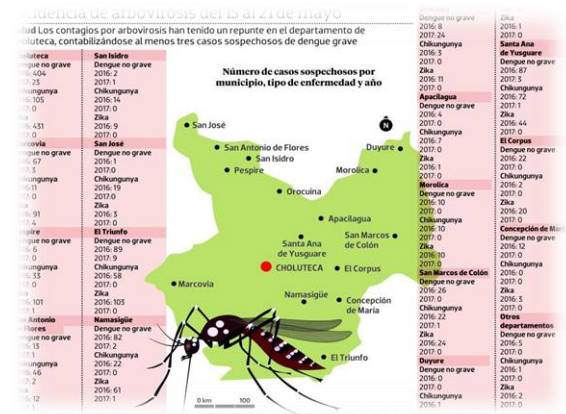 cidencia de arbovirosis del 15 al 21 de mayo
Los contagios por arbovirosis han tenido un repunte en el departamento de
contabilizándose al menos tres casos sospechosos de dengue grave
Número de casos sospechosos por
municipio, tipo de enfermedad y año
no grave
2016: 404
431
San Isidro
Dengue no grave
2016: 2
2017: 1
Chikungunya
2016: 14
2017: 0
Zika
2016: 9
2017: 0
San José
Dengue no grave
2016: 1
2017: 0
Chikungunya
2016: 19
2017: 0
Zika
2016: 3
2017: 0
El Triunfo
Dengue no grave
2016: 89
2017: 9
Chikungunya
2016: 58
2017: 0
Zika
2016: 103
2017: 0
Namasigüe
Dengue no grave
2016: 82
2017: 2
Chikungunya
2016: 22
2017: 0
Zika
2016: 61
2017: 1
San José
San Antonio de Flores
San Isidro
Pespire
Duyure
Morolica
Orocuina
Apacilagua
Santa Ana
de Yusguare
San Marcos
de Colón
CHOLUTECA
El Corpus
Marcovia
Namasigüe
Concepción
de María
El Triunfo
N
0 km
100
Dengue no grave
2016: 8
2017: 24
Chikungunya
2016: 3
2017: 0
Zika
2016: 11
2017: 0
Apacilagua
Dengue no grave
2016: 4
2017: 0
Chikungunya
2016: 7
2017: 0
Zika
2016: 1
2017: 0
Morolica
Dengue no grave
2016: 10
2017: 0
Chikungunya
2016: 10
2017: 0
Zika
2016: 10
2017: 0
San Marcos de Colón
Dengue no grave
2016: 26
2017: 0
Chikungunya
2016: 22
2017: 1
Zika
2016: 24
2017: 0
Duyure
Dengue no grave
2016: 0
2017: 0
Chikungunya
2016: 1
Zika
2016: 1
2017: 0
Santa Ana
de Yusguare
Dengue no grave
2016: 87
2017: 3
Chikungunya
2016: 72
2017: 1
Zika
2016: 44
2017: 0
El Corpus
Dengue no grave
2016: 22
2017: 0
Chikungunya
2016: 2
2017: 0
Zika
2016: 20
2017: 0
Concepción de
Dengue no grave
2016: 12
2017: 0
Chikungunya
2016: 0
2017: 0
Zika
2016: 3
2017: 0
Otros
departamentos
Dengue no grave
2016: 5
2017: 0
Chikungunya
2016: 1
2017: 0
Zika
2016: 2
2017: 0